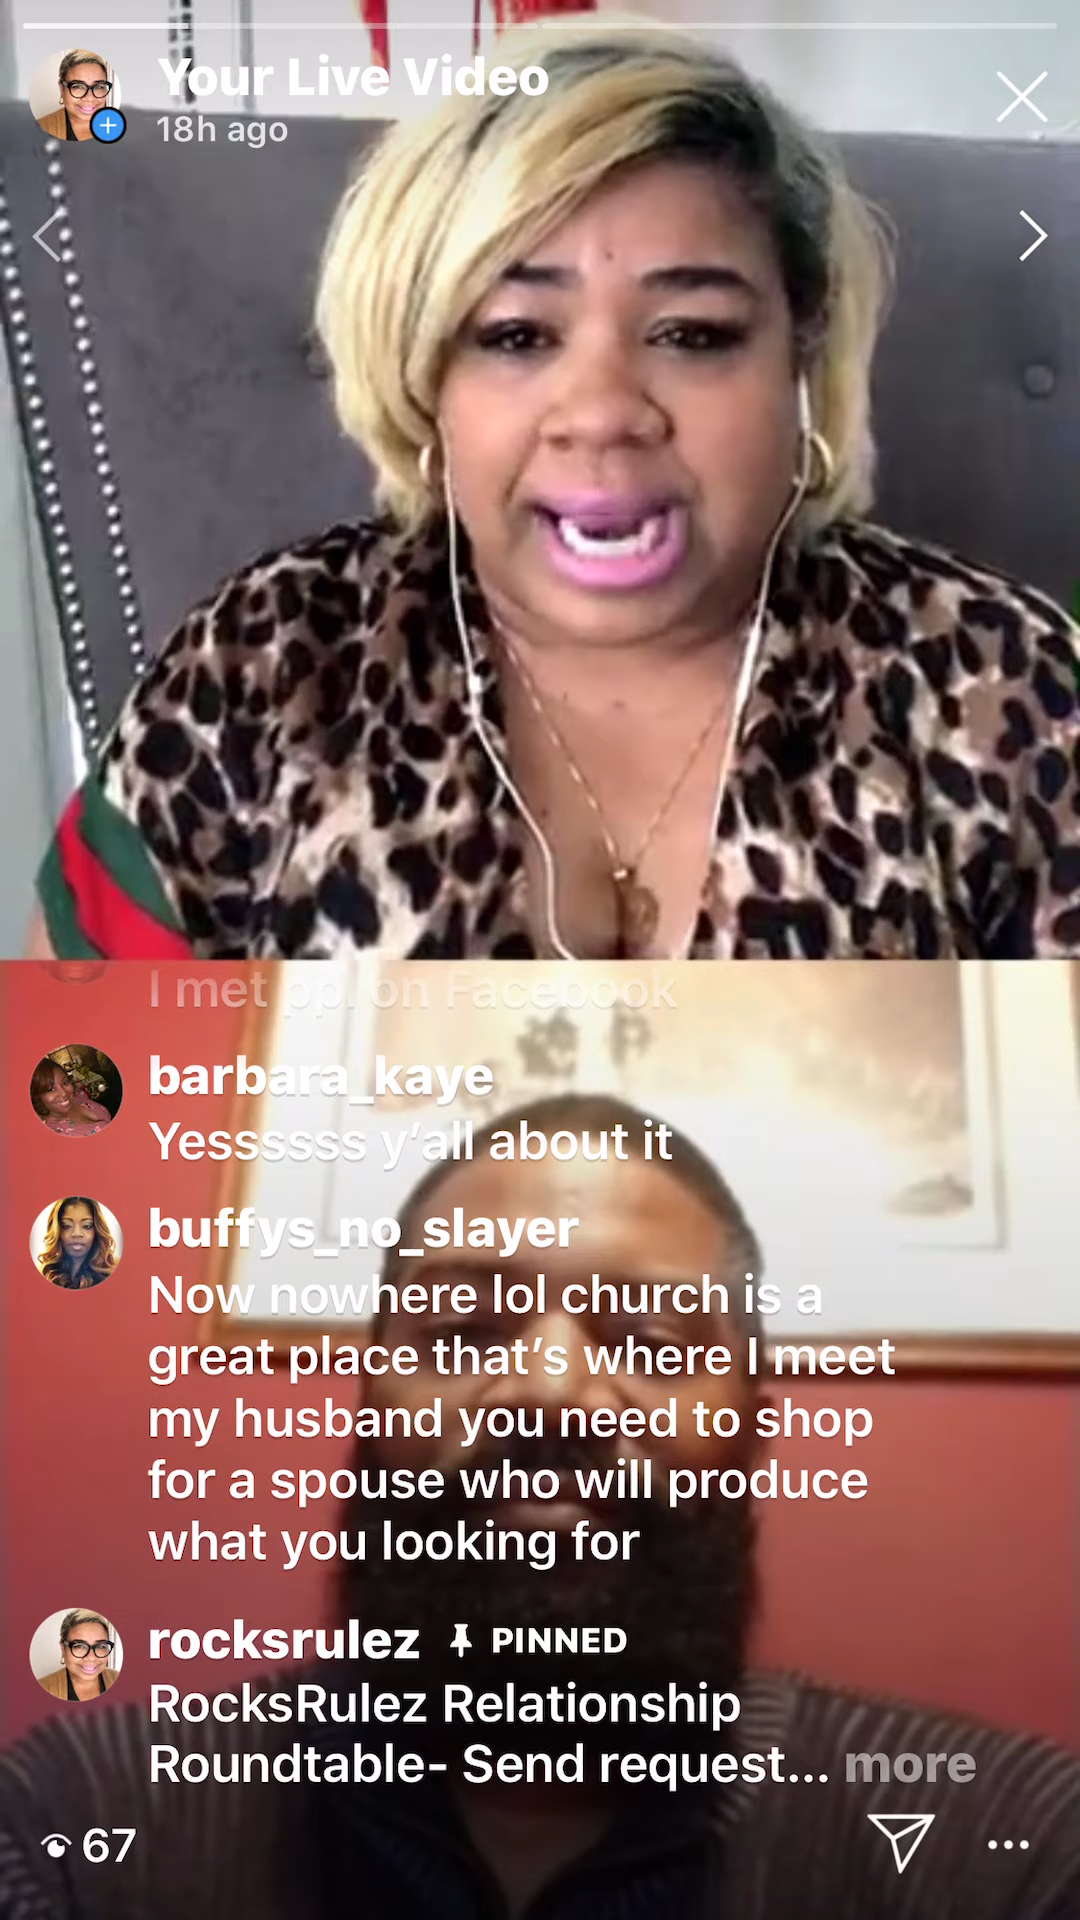 Your Live Video
18h ago
I met pp. on Facebook
barbara_kaye
Yessssss y'all about it
buffys_no_slayer
Now nowhere lol church is a
great place that's where I meet
my husband you need to shop
for a spouse who will produce
what you looking for
rocksrulez PINNED
RocksRulez Relationship
Roundtable- Send request... more
67